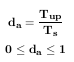 d_a = T_up / T_s
0 ≤ d_a ≤ 1